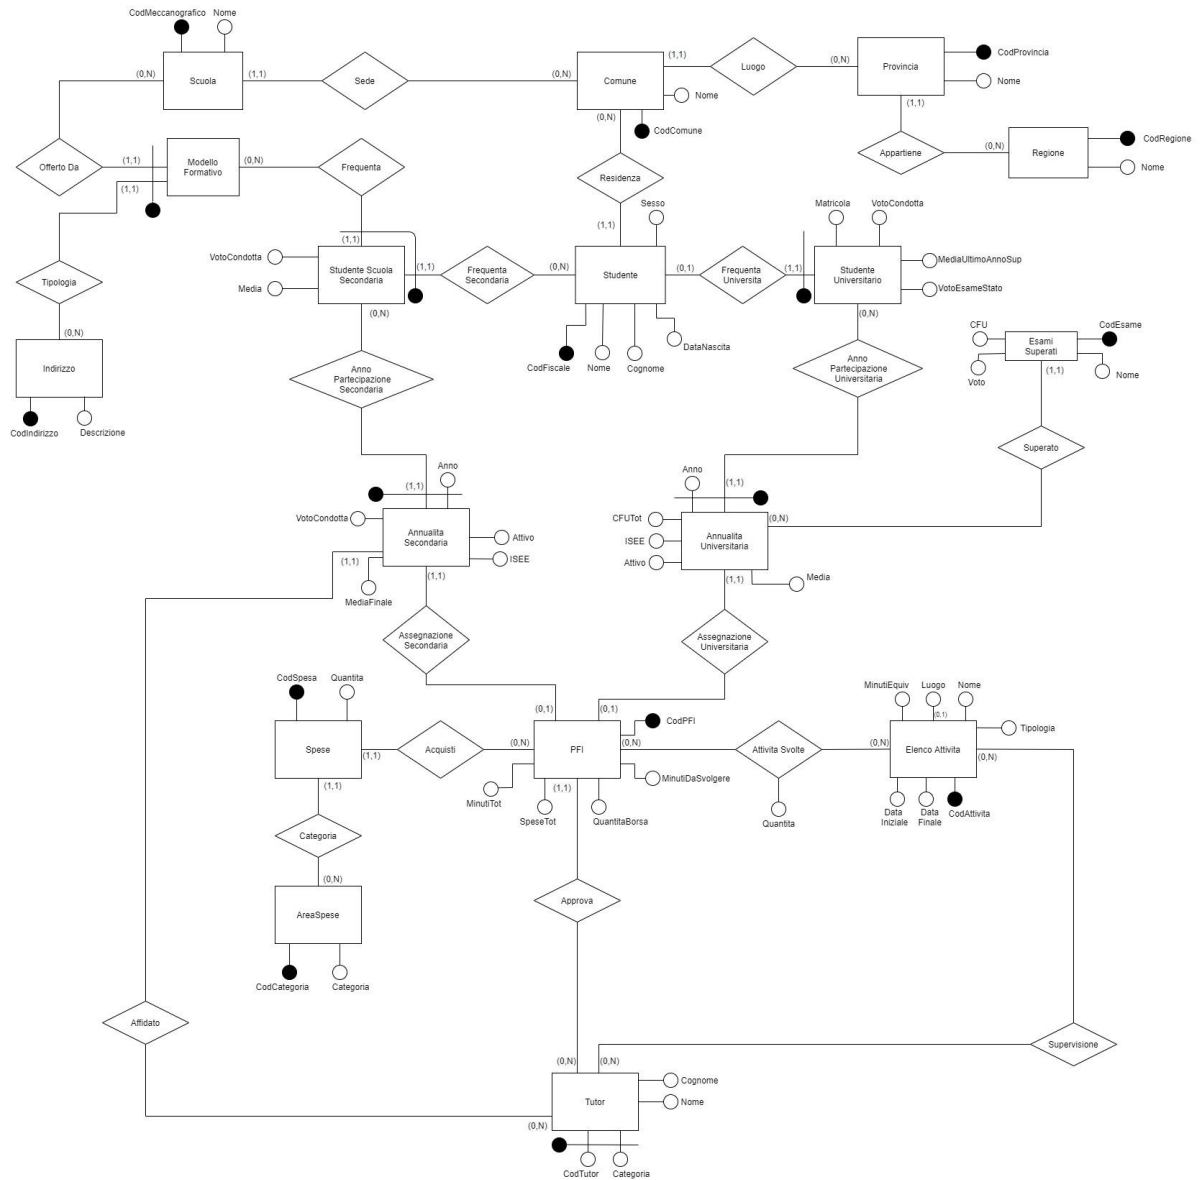 CodMeccanografico
Nome
Scuola
(0,N)
(1,1)
Sede
(0,N)
Comune
(1,1)
Luogo
(0,N)
Provincia
CodProvincia
Nome
Nome
CodComune
(0,N)
(1,1)
Appartiene
(0,N)
Regione
CodRegione
Nome
Offerto Da
(1,1)
(1,1)
Modello
Formativo
(0,N)
Frequenta
Residenza
(1,1)
(1,1)
VotoCondotta
Media
Studente Scuola
Secondaria
(1,1)
Frequenta
Secondaria
(0,N)
Sesso
Studente
(0,1)
Frequenta
Universita
(1,1)
Matricola
VotoCondotta
Studente
Universitario
MediaUltimoAnnoSup
VotoEsameStato
Tipologia
(0,N)
Indirizzo
CodIndirizzo
Descrizione
(0,N)
Anno
Partecipazione
Secondaria
CodFiscale
Nome
Cognome
DataNascita
(0,N)
Anno
Partecipazione
Universitaria
CFU
Voto
Esami
Superati
CodEsame
Nome
(1,1)
Superato
(0,N)
(1,1)
Anno
VotoCondotta
Annualita
Secondaria
Attivo
ISEE
(1,1)
MediaFinale
(1,1)
Anno
(1,1)
CFUTot
ISEE
Attivo
Annualita
Universitaria
Media
(1,1)
Assegnazione
Secondaria
Assegnazione
Universitaria
CodSpesa
Quantita
Spese
(1,1)
Acquisti
(0,N)
(0,1)
(0,1)
PFI
CodPFI
(0,N)
MinutiDaSvolgere
MinutiTot
(1,1)
SpeseTot
QuantitaBorsa
Attivita Svolte
Quantita
(0,N)
MinutiEquiv
Luogo
Nome
(0,1)
Elenco Attivita
Tipologia
(0,N)
Data
Iniziale
Data
Finale
CodAttivita
(1,1)
Categoria
(0,N)
AreaSpese
CodCategoria
Categoria
Approva
Affidato
Supervisione
(0,N)
(0,N)
(0,N)
Tutor
Cognome
Nome
CodTutor
Categoria